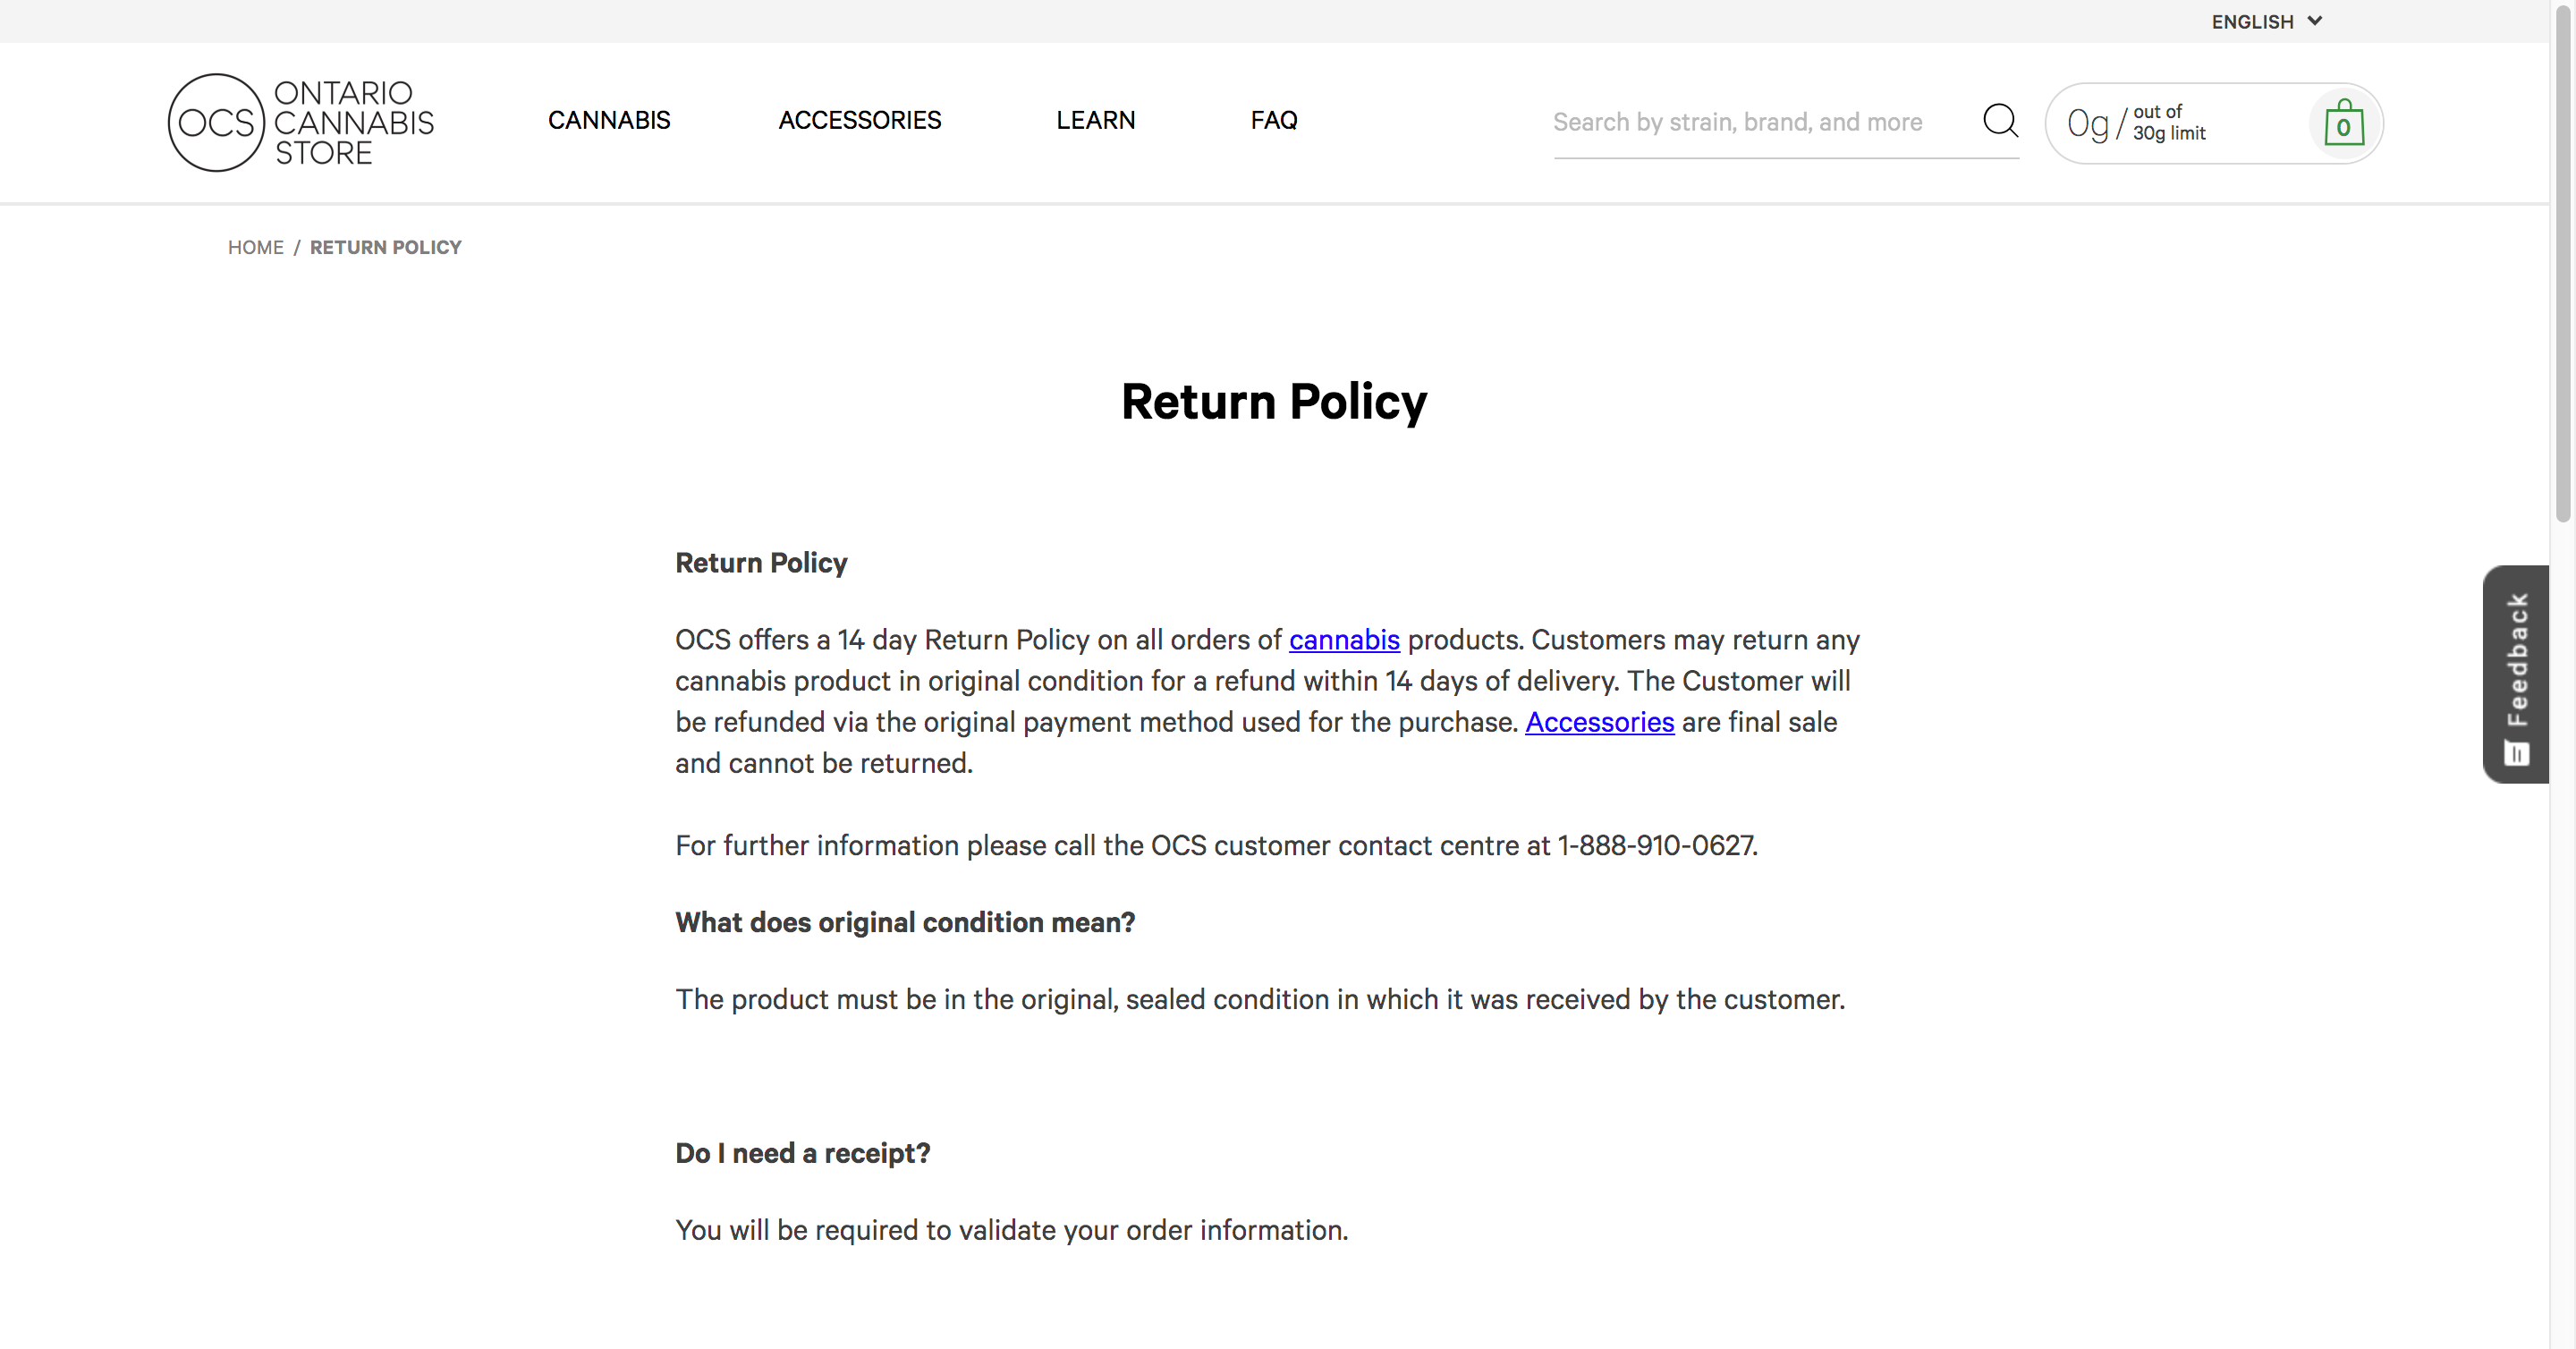 ENGLISH
OCS
ONTARIO
CANNABIS
STORE
CANNABIS
ACCESSORIES
LEARN
FAQ
Search by strain, brand, and more
0g / out of
30g limit
0
HOME / RETURN POLICY
Return Policy
Return Policy
OCS offers a 14 day Return Policy on all orders of cannabis products. Customers may return any
cannabis product in original condition for a refund within 14 days of delivery. The Customer will
be refunded via the original payment method used for the purchase. Accessories are final sale
and cannot be returned.
For further information please call the OCS customer contact centre at 1-888-910-0627.
What does original condition mean?
The product must be in the original, sealed condition in which it was received by the customer.
Do I need a receipt?
You will be required to validate your order information.
Feedback